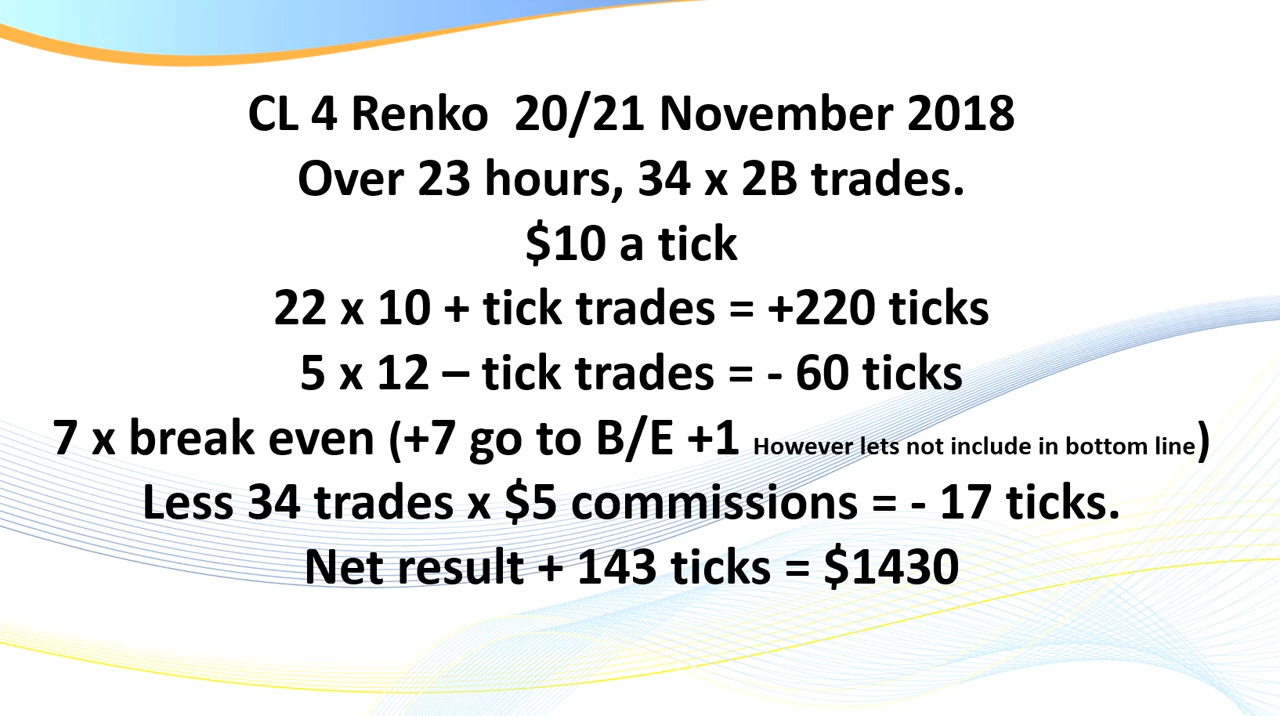 CL 4 Renko  20/21 November 2018
Over 23 hours, 34 x 2B trades.
$10 a tick
22 x 10 + tick trades = +220 ticks
5 x 12 – tick trades = - 60 ticks
7 x break even (+7 go to B/E +1 However lets not include in bottom line)
Less 34 trades x $5 commissions = - 17 ticks.
Net result + 143 ticks = $1430